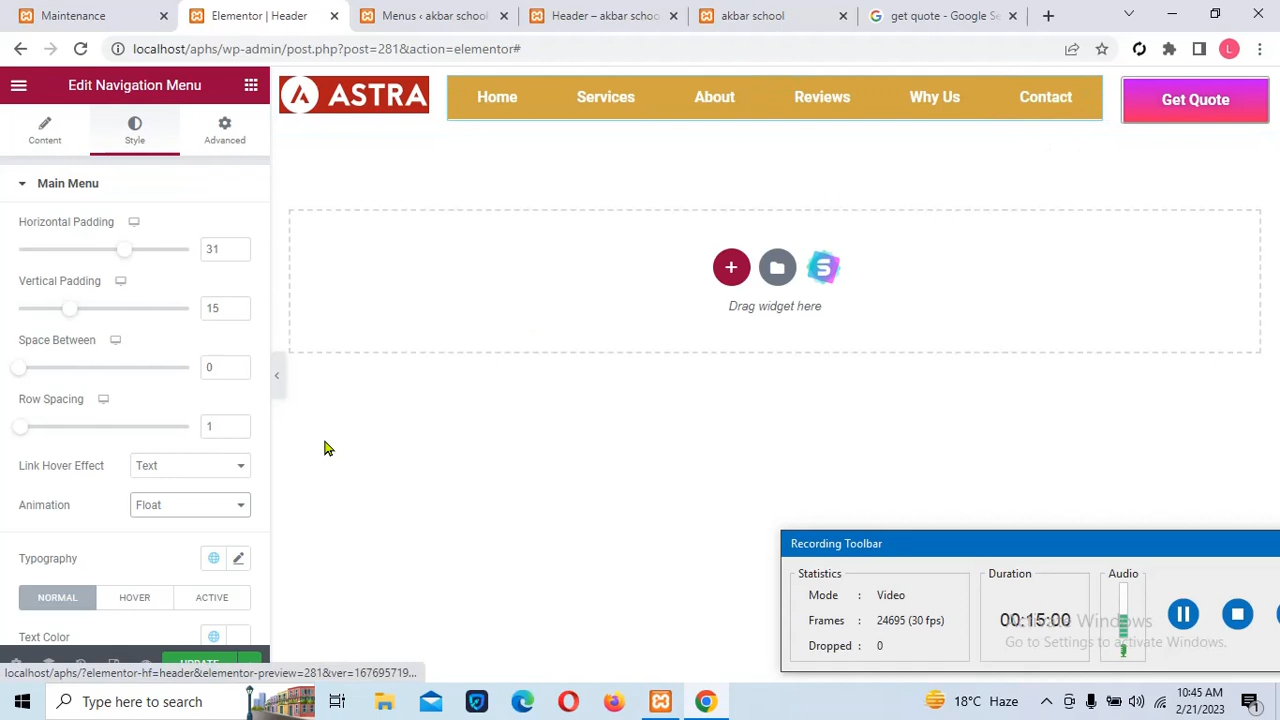 Maintenance
Elementor | Header
Menus ‹ akbar school
Header – akbar schoo
akbar school
get quote - Google Se
localhost/aphs/wp-admin/post.php?post=281&action=elementor#
L
Edit Navigation Menu
ASTRA
Home
Services
About
Reviews
Why Us
Contact
Get Quote
Content
Style
Advanced
Main Menu
Horizontal Padding
31
Vertical Padding
15
Space Between
0
Row Spacing
1
Link Hover Effect
Text
Animation
Float
Typography
NORMAL
HOVER
ACTIVE
Text Color
UPDATE
Drag widget here
Recording Toolbar
Statistics
Mode : Video
Frames : 24695 (30 fps)
Dropped : 0
Duration
00:15:00
Audio
Activate Windows
Go to Settings to activate Windows.
localhost/aphs/?elementor-hf=header&elementor-preview=281&ver=167695719...
Type here to search
18°C Haze
10:45 AM
2/21/2023
1